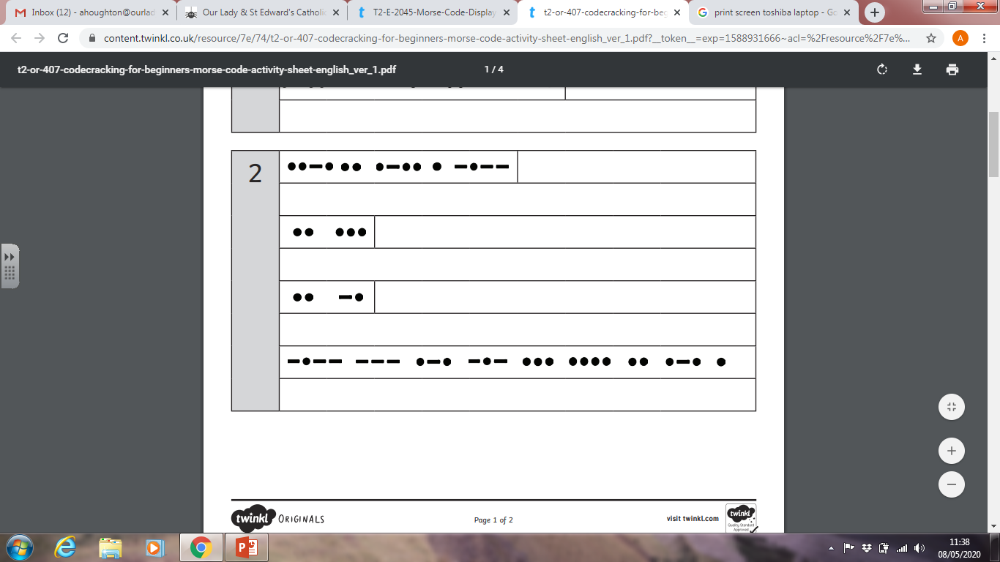 Inbox (12) - ahoughton@ourlad
Our Lady & St Edward's Catholic
T2-E-2045-Morse-Code-Display
t2-or-407-codecracking-for-beg
print screen toshiba laptop - Go
content.twinkl.co.uk/resource/7e/74/t2-or-407-codecracking-for-beginners-morse-code-activity-sheet-english_ver_1.pdf?__token__=exp=1588931666~acl=%2Fresource%2F7e%...
A
t2-or-407-codecracking-for-beginners-morse-code-activity-sheet-english_ver_1.pdf
1 / 4
2
••−• •• •−•• • −•−−
•• •••
•• −•
−•−− −−− •−• −•− ••• •••• •• •−• •
twinkl ORIGINALS
Page 1 of 2
visit twinkl.com
twinkl
Quality Standard
Approved
11:38
08/05/2020